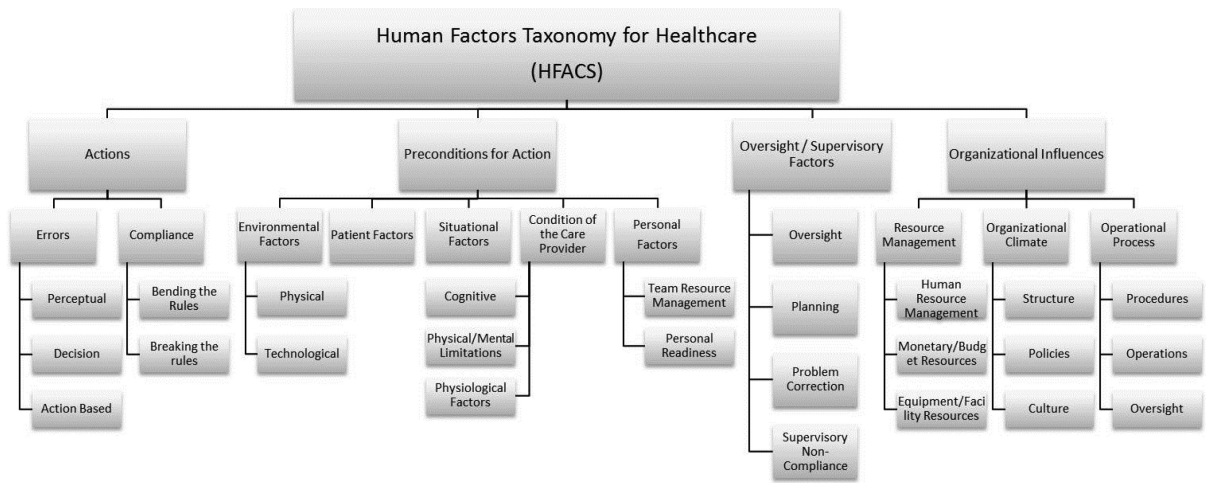 Human Factors Taxonomy for Healthcare
(HFACS)
Actions
Preconditions for Action
Oversight / Supervisory
Factors
Organizational Influences
Errors
Compliance
Environmental
Factors
Patient Factors
Situational
Factors
Condition of
the Care
Provider
Personal
Factors
Oversight
Resource
Management
Organizational
Climate
Operational
Process
Perceptual
Bending the
Rules
Physical
Cognitive
Team Resource
Management
Planning
Human
Resource
Management
Structure
Procedures
Decision
Breaking the
rules
Technological
Physical/Mental
Limitations
Personal
Readiness
Problem
Correction
Monetary/Budg
et Resources
Policies
Operations
Action Based
Physiological
Factors
Supervisory
Non-
Compliance
Equipment/Faci
lity Resources
Culture
Oversight